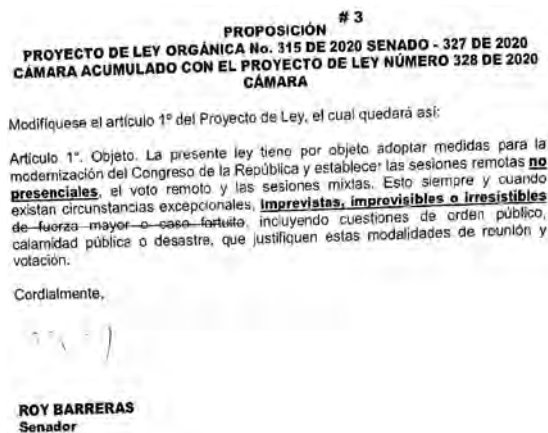 # 3
PROPOSICIÓN
PROYECTO DE LEY ORGÁNICA No. 315 DE 2020 SENADO - 327 DE 2020
CÁMARA ACUMULADO CON EL PROYECTO DE LEY NÚMERO 328 DE 2020
CÁMARA
Modifíquese el artículo 1º del Proyecto de Ley, el cual quedará así:
Artículo 1º. Objeto. La presente ley tiene por objeto adoptar medidas para la
modernización del Congreso de la República y establecer las sesiones remotas no
presenciales, el voto remoto y las sesiones mixtas. Esto siempre y cuando
existan circunstancias excepcionales, imprevistas, imprevisibles o irresistibles
de fuerza mayor o caso fortuito, incluyendo cuestiones de orden público,
calamidad pública o desastre, que justifiquen estas modalidades de reunión y
votación.
Cordialmente,
ROY BARRERAS
Senador